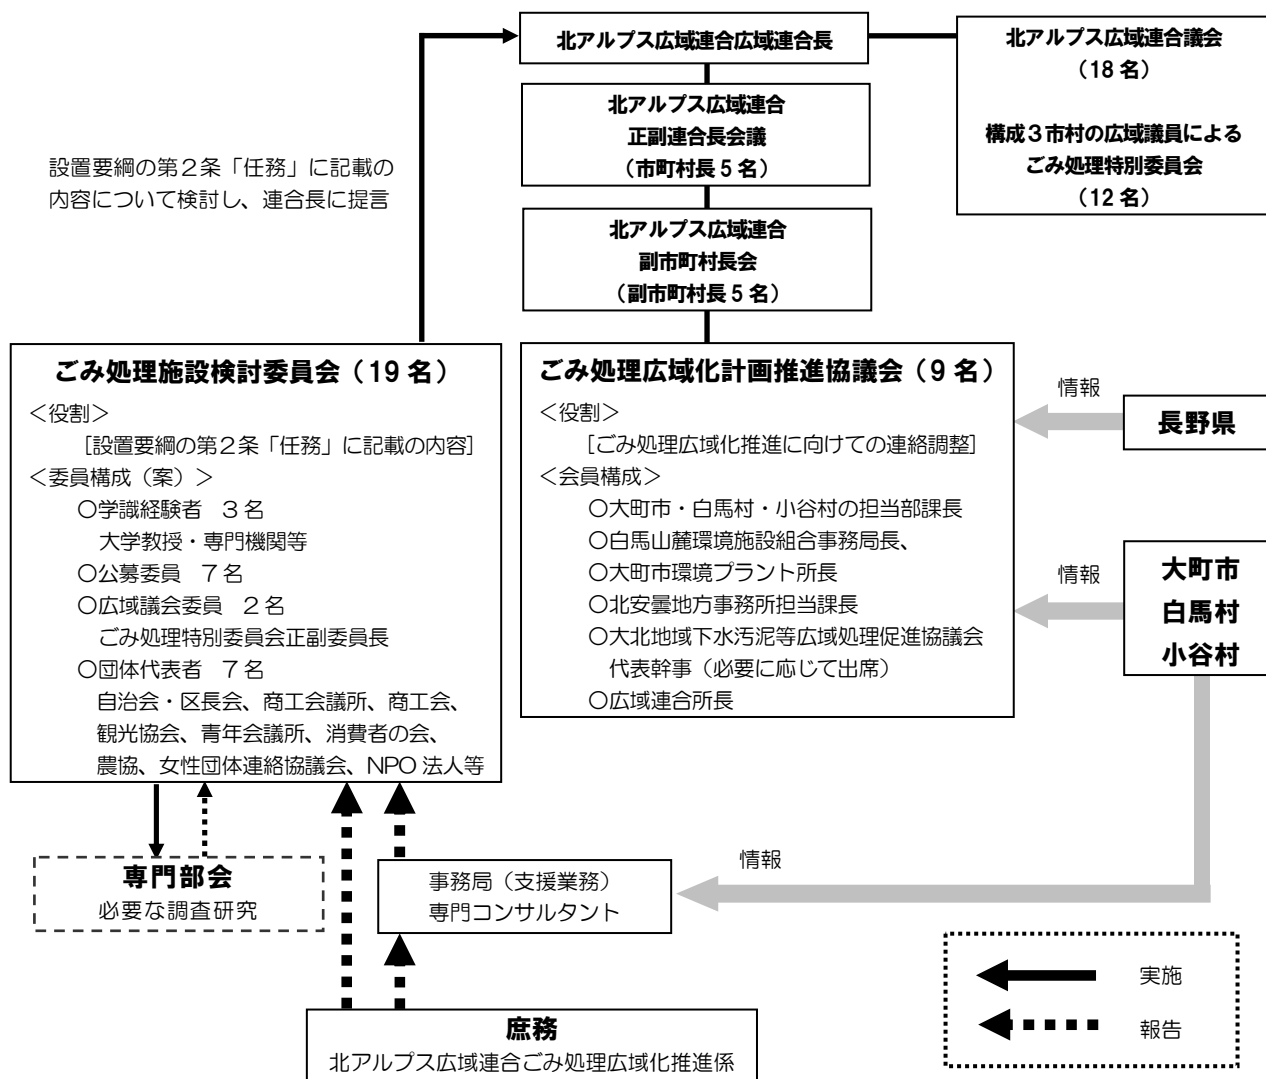 北アルプス広域連合広域連合長
北アルプス広域連合議会
（18 名）
構成３市村の広域議員による
ごみ処理特別委員会
（12 名）
北アルプス広域連合
正副連合長会議
（市町村長 5 名）
設置要綱の第２条「任務」に記載の
内容について検討し、連合長に提言
北アルプス広域連合
副市町村長会
（副市町村長 5 名）
ごみ処理施設検討委員会（19 名）
＜役割＞
［設置要綱の第２条「任務」に記載の内容］
＜委員構成（案）＞
○学識経験者　３名
大学教授・専門機関等
○公募委員　７名
○広域議会委員　２名
ごみ処理特別委員会正副委員長
○団体代表者　７名
自治会・区長会、商工会議所、商工会、
観光協会、青年会議所、消費者の会、
農協、女性団体連絡協議会、NPO 法人等
ごみ処理広域化計画推進協議会（9 名）
＜役割＞
［ごみ処理広域化推進に向けての連絡調整］
＜会員構成＞
○大町市・白馬村・小谷村の担当部課長
○白馬山麓環境施設組合事務局長、
○大町市環境プラント所長
○北安曇地方事務所担当課長
○大北地域下水汚泥等広域処理促進協議会
代表幹事（必要に応じて出席）
○広域連合所長
情報
長野県
情報
大町市
白馬村
小谷村
専門部会
必要な調査研究
事務局（支援業務）
専門コンサルタント
情報
庶務
北アルプス広域連合ごみ処理広域化推進係
実施
報告